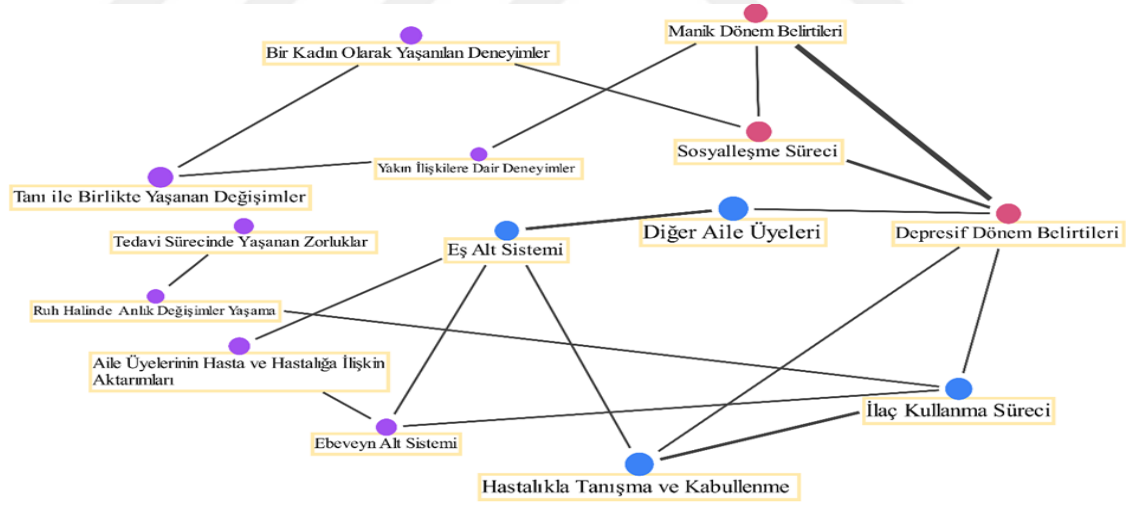 Manik Dönem Belirtileri
Bir Kadın Olarak Yaşanılan Deneyimler
Sosyalleşme Süreci
Yakın İlişkilere Dair Deneyimler
Tanı ile Birlikte Yaşanan Değişimler
Diğer Aile Üyeleri
Depresif Dönem Belirtileri
Tedavi Sürecinde Yaşanan Zorluklar
Eş Alt Sistemi
Ruh Halinde Anlık Değişimler Yaşama
Aile Üyelerinin Hasta ve Hastalığa İlişkin
Aktarımları
İlaç Kullanma Süreci
Ebeveyn Alt Sistemi
Hastalıkla Tanışma ve Kabullenme